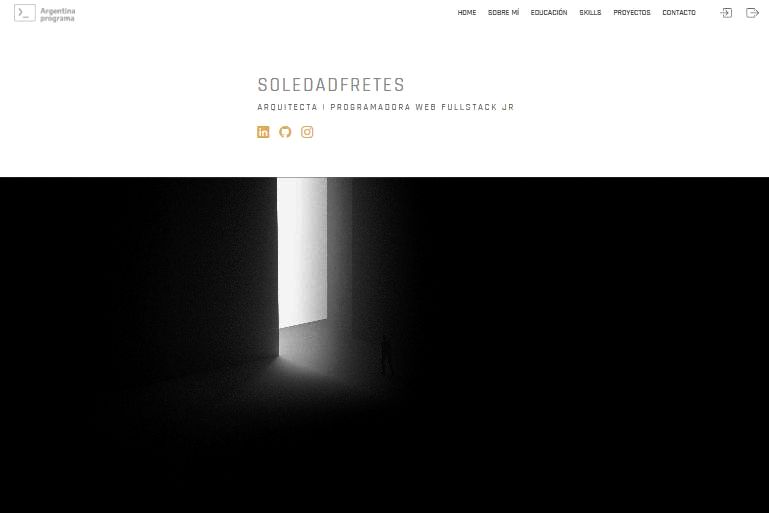 Argentina
programa
HOME SOBRE MÍ EDUCACIÓN SKILLS PROYECTOS CONTACTO
SOLEDADFRETES
ARQUITECTA | PROGRAMADORA WEB FULLSTACK JR